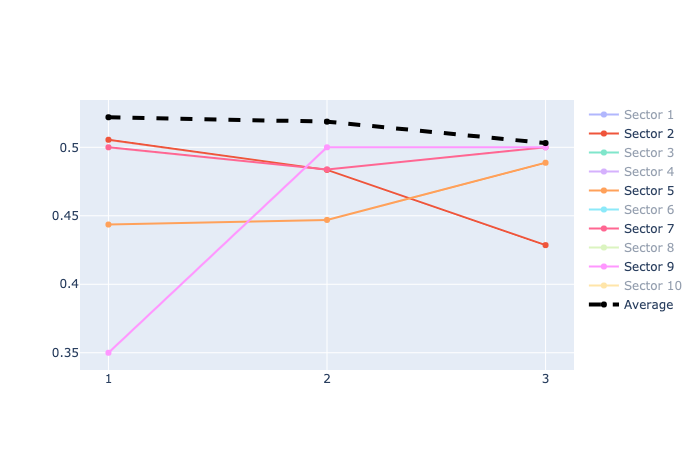 0.5
0.45
0.4
0.35
1
2
3
Sector 1
Sector 2
Sector 3
Sector 4
Sector 5
Sector 6
Sector 7
Sector 8
Sector 9
Sector 10
Average